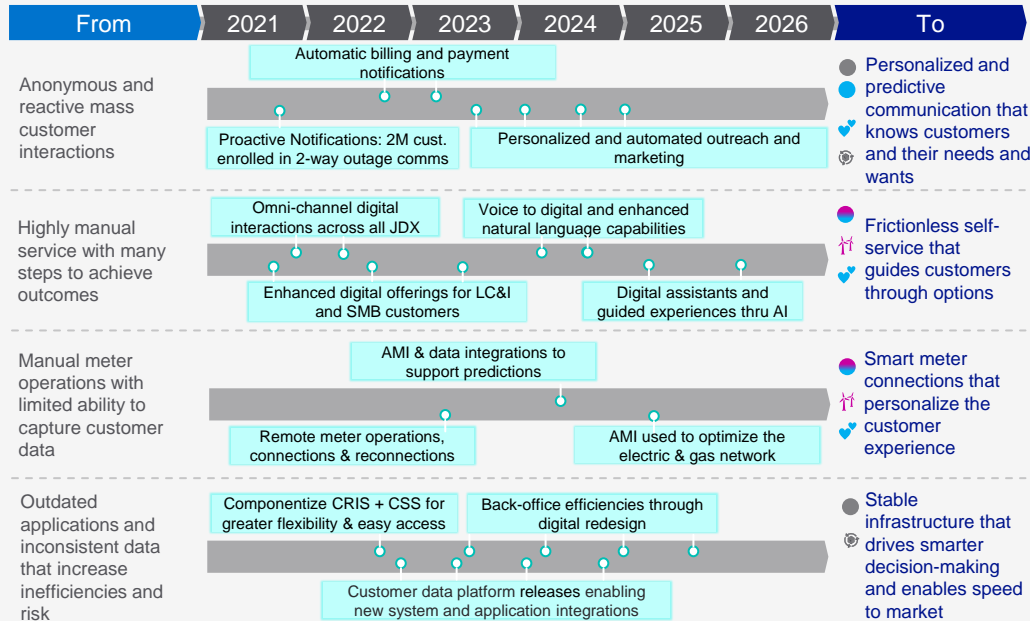 From 2021 2022 2023 2024 2025 2026 To
Anonymous and
reactive mass
customer
interactions
Automatic billing and payment
notifications
Proactive Notifications: 2M cust.
enrolled in 2-way outage comms
Personalized and automated outreach and
marketing
Personalized and
predictive
communication that
knows customers
and their needs and
wants
Highly manual
service with many
steps to achieve
outcomes
Omni-channel digital
interactions across all JDX
Voice to digital and enhanced
natural language capabilities
Enhanced digital offerings for LC&I
and SMB customers
Digital assistants and
guided experiences thru AI
Frictionless self-
service that
guides customers
through options
Manual meter
operations with
limited ability to
capture customer
data
AMI & data integrations to
support predictions
Remote meter operations,
connections & reconnections
AMI used to optimize the
electric & gas network
Smart meter
connections that
personalize the
customer
experience
Outdated
applications and
inconsistent data
that increase
inefficiencies and
risk
Componentize CRIS + CSS for
greater flexibility & easy access
Back-office efficiencies through
digital redesign
Customer data platform releases enabling
new system and application integrations
Stable
infrastructure that
drives smarter
decision-making
and enables speed
to market